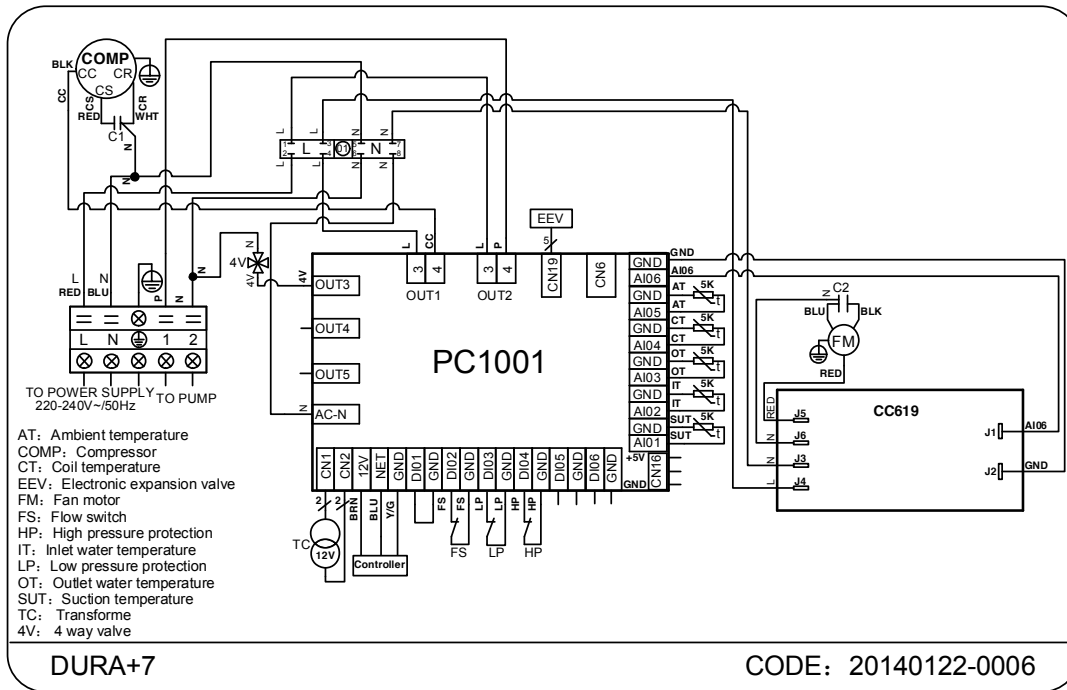 COMP
BLK
CC
CR
CS
CC
CS
RED
CR
WHT
C1
N
N
L
L
N
N
1
2
L
3
4
01
N
5
6
7
8
L
L
N
N
L
N
RED
BLU
P
N
N
4V
4V
4V
L
CC
L
P
EEV
5
OUT3
3
4
3
4
CN19
CN6
OUT1
OUT2
OUT4
OUT5
N
AC-N
PC1001
GND
GND
AI06
AI06
GND
AT
5K
t
AI05
AT
GND
CT
5K
t
AI04
CT
GND
OT
5K
t
AI03
OT
GND
IT
5K
t
AI02
IT
GND
SUT
5K
t
AI01
SUT
+5V
GND
CN16
N
C2
BLU
BLK
FM
RED
RED
N
N
L
CC619
J5
J6
J3
J4
J1
AI06
J2
GND
L
N
1
2
TO POWER SUPPLY
220-240V~/50Hz
TO PUMP
CN1
CN2
12V
NET
GND
DI01
GND
DI02
GND
DI03
GND
DI04
GND
DI05
GND
DI06
GND
2
2
BRN
BLU
Y/G
FS
FS
LP
LP
HP
HP
TC
12V
Controller
FS
LP
HP
AT: Ambient temperature
COMP: Compressor
CT: Coil temperature
EEV: Electronic expansion valve
FM: Fan motor
FS: Flow switch
HP: High pressure protection
IT: Inlet water temperature
LP: Low pressure protection
OT: Outlet water temperature
SUT: Suction temperature
TC: Transforme
4V: 4 way valve
DURA+7
CODE: 20140122-0006